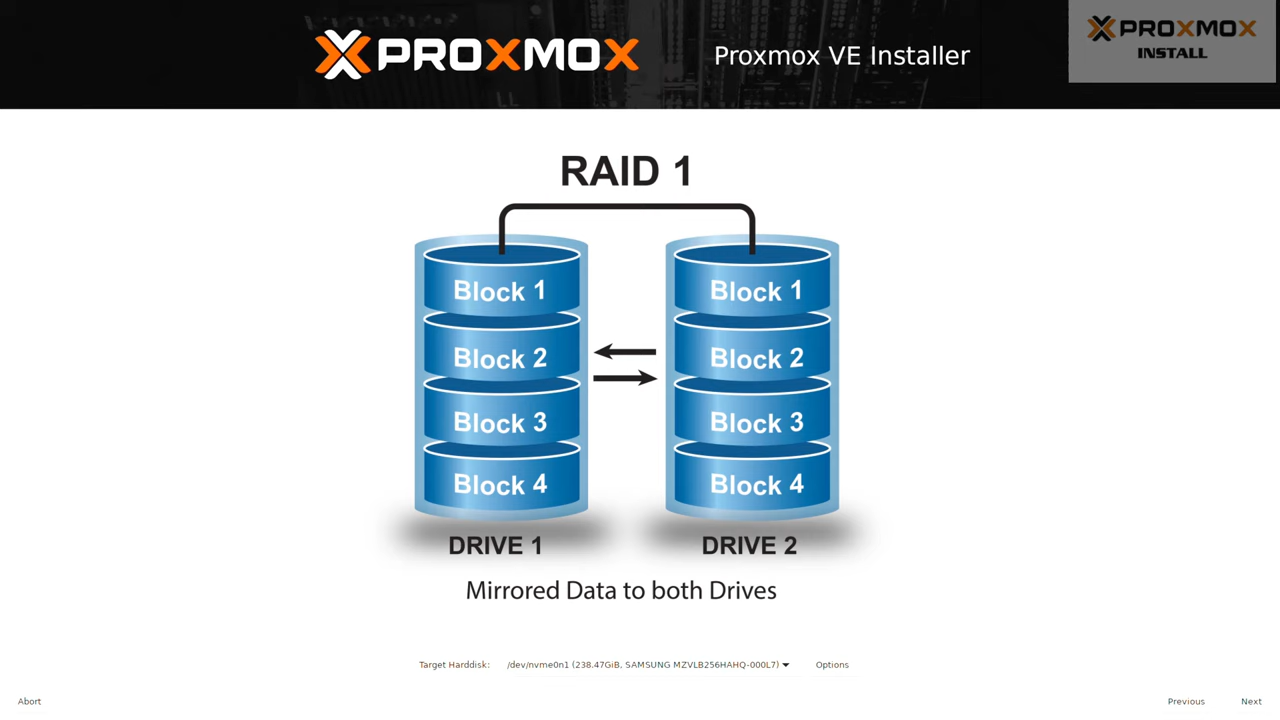 PROXMOX
Proxmox VE Installer
PROXMOX
INSTALL
RAID 1
Block 1
Block 1
Block 2
Block 2
Block 3
Block 3
Block 4
Block 4
DRIVE 1
DRIVE 2
Mirrored Data to both Drives
Target Harddisk: /dev/nvme0n1 (238.47GiB, SAMSUNG MZVLB256HAHQ-000L7) Options
Abort
Previous
Next